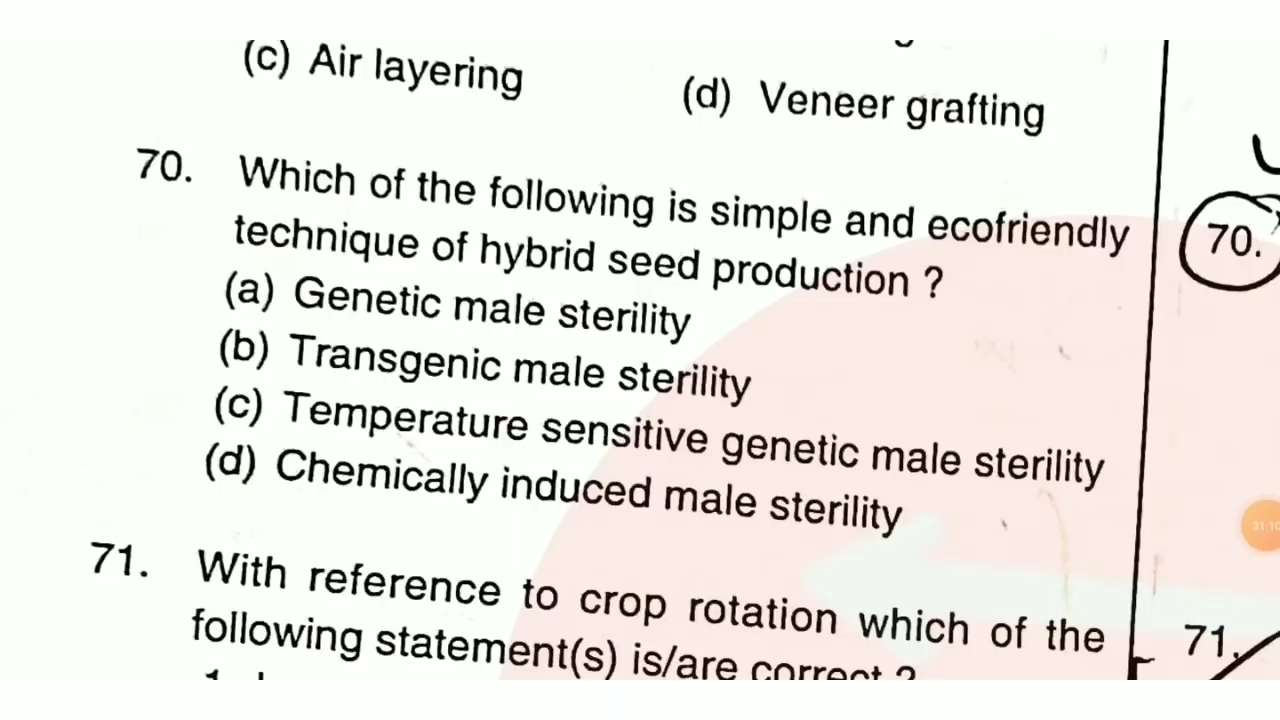 (c) Air layering
(d) Veneer grafting
70. Which of the following is simple and ecofriendly
technique of hybrid seed production ?
(a) Genetic male sterility
(b) Transgenic male sterility
(c) Temperature sensitive genetic male sterility
(d) Chemically induced male sterility
71. With reference to crop rotation which of the
following statement(s) is/are correct ?
70.
71.
31:10